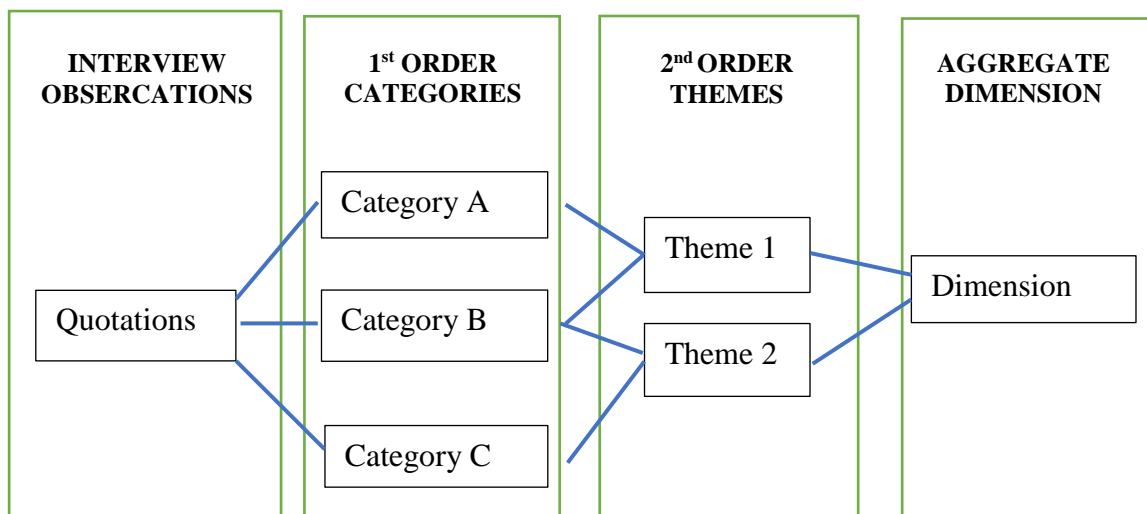 INTERVIEW
OBSERCATIONS
1st ORDER
CATEGORIES
2nd ORDER
THEMES
AGGREGATE
DIMENSION
Quotations
Category A
Category B
Category C
Theme 1
Theme 2
Dimension